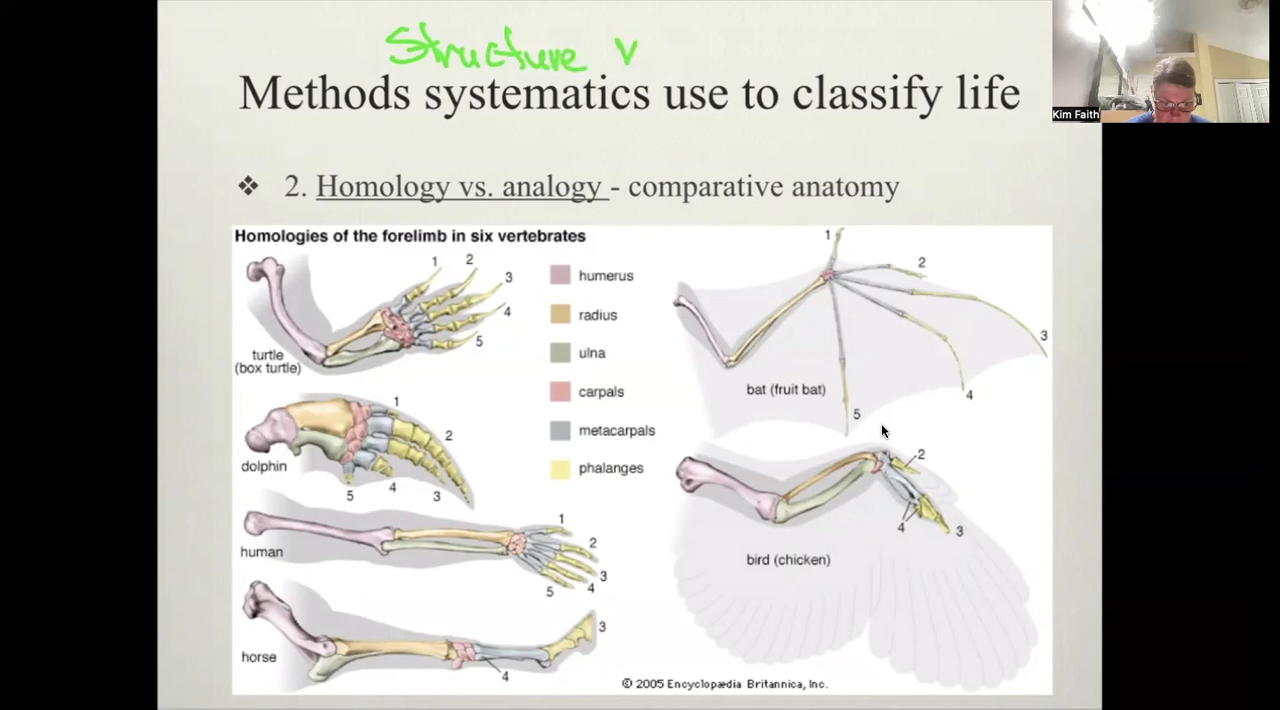 Structure v
Methods systematics use to classify life
Kim Faith
❖ 2. Homology vs. analogy - comparative anatomy
Homologies of the forelimb in six vertebrates
1
2
3
4
5
turtle
(box turtle)
1
2
3
4
5
dolphin
1
2
3
4
5
human
3
4
horse
humerus
radius
ulna
carpals
metacarpals
phalanges
1
2
3
4
5
bat (fruit bat)
2
3
4
bird (chicken)
© 2005 Encyclopædia Britannica, Inc.